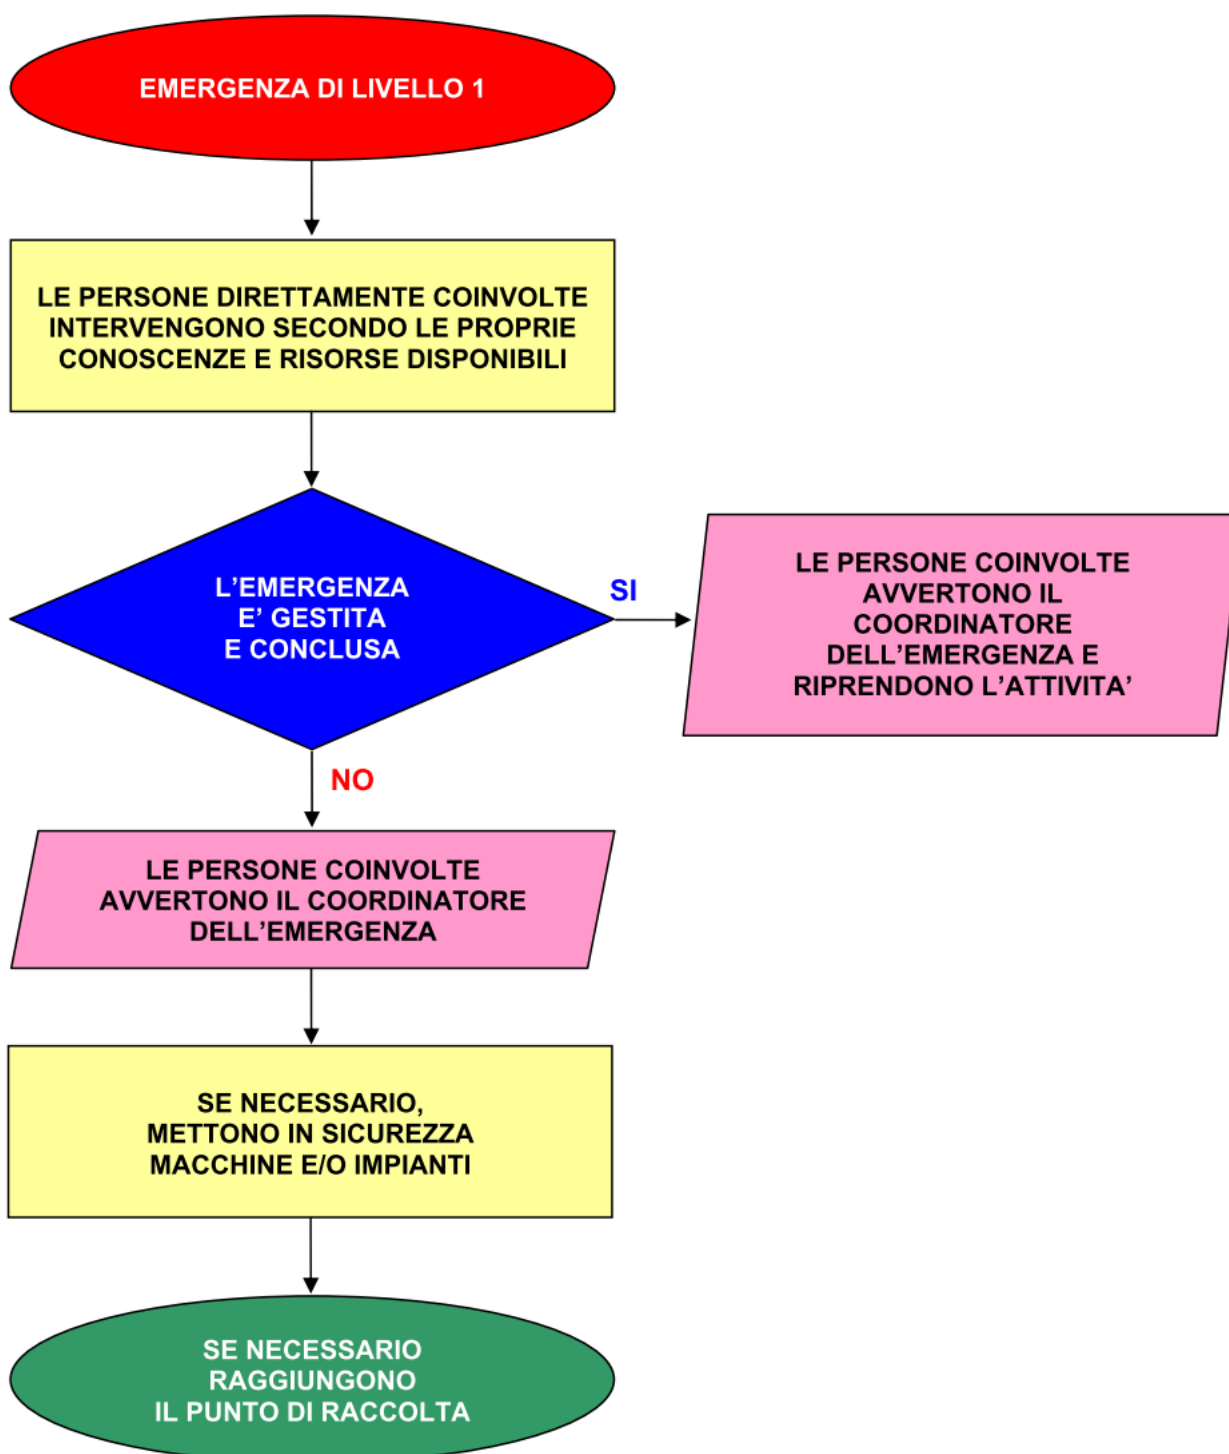 EMERGENZA DI LIVELLO 1
LE PERSONE DIRETTAMENTE COINVOLTE
INTERVENGONO SECONDO LE PROPRIE
CONOSCENZE E RISORSE DISPONIBILI
L’EMERGENZA
E’ GESTITA
E CONCLUSA
SI
LE PERSONE COINVOLTE
AVVERTONO IL
COORDINATORE
DELL’EMERGENZA E
RIPRENDONO L’ATTIVITA’
NO
LE PERSONE COINVOLTE
AVVERTONO IL COORDINATORE
DELL’EMERGENZA
SE NECESSARIO,
METTONO IN SICUREZZA
MACCHINE E/O IMPIANTI
SE NECESSARIO
RAGGIUNGONO
IL PUNTO DI RACCOLTA